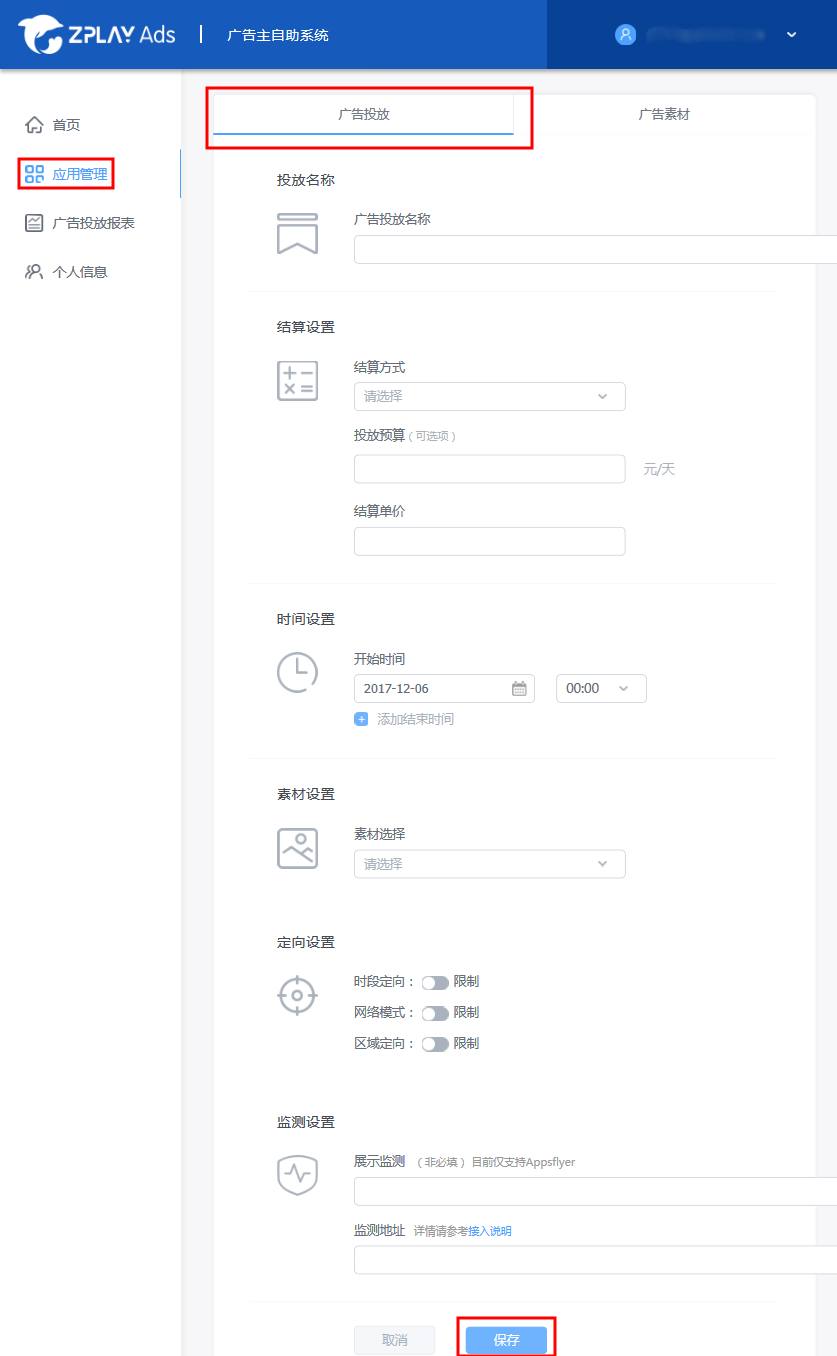 ZPLAY Ads
广告主自助系统
首页
应用管理
广告投放报表
个人信息
广告投放
广告素材
投放名称
广告投放名称
结算设置
结算方式
请选择
投放预算(可选项)
元/天
结算单价
时间设置
开始时间
2017-12-06
00:00
添加结束时间
素材设置
素材选择
请选择
定向设置
时段定向： 限制
网络模式： 限制
区域定向： 限制
监测设置
展示监测 (非必填) 目前仅支持Appsflyer
监测地址 详情请参考接入说明
取消
保存